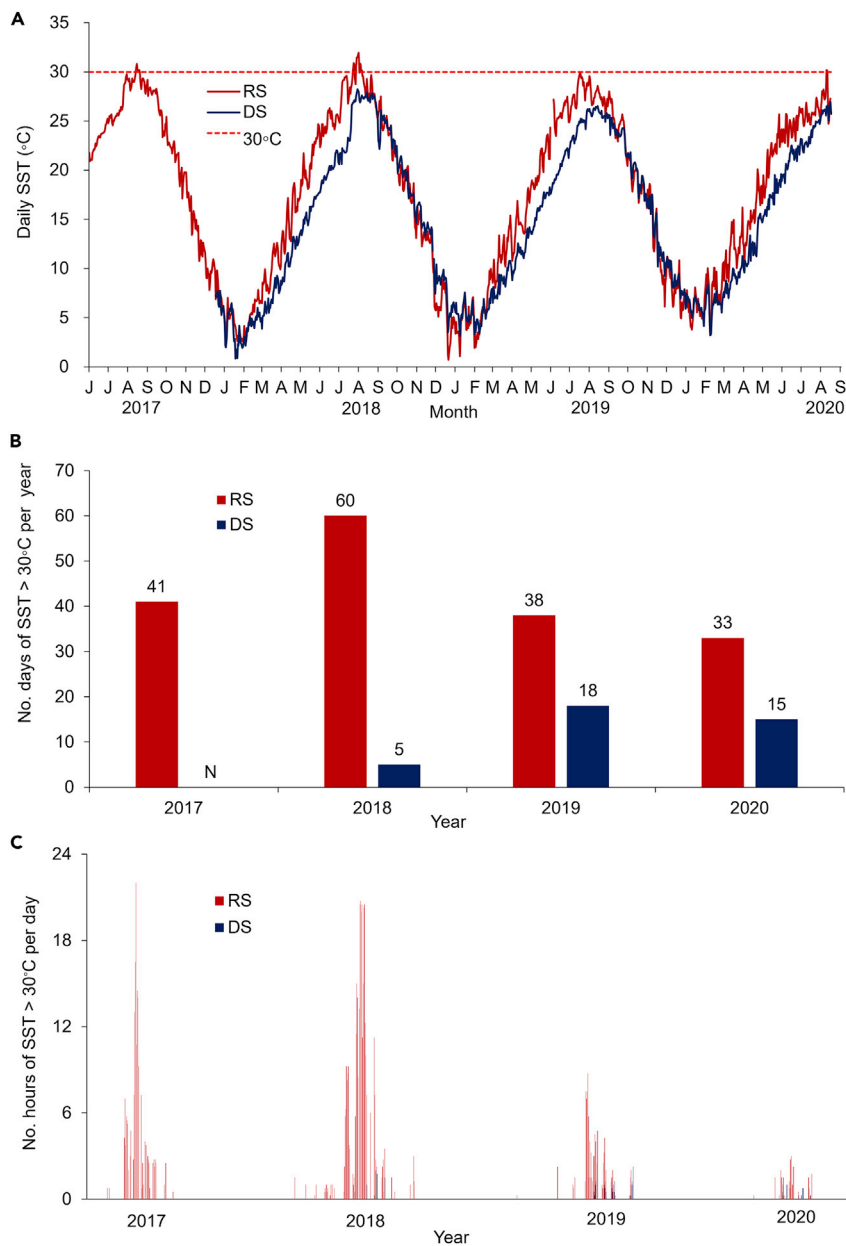 A
35
30
25
20
15
10
5
0
Daily SST (∘C)
RS
DS
30∘C
J J A S O N D J F M A M J J A S O N D J F M A M J J A S O N D J F M A M J J A S
2017 2018 2019 2020
Month
B
70
60
50
40
30
20
10
0
No. days of SST > 30∘C per year
RS
DS
41 N 60 5 38 18 33 15
2017 2018 2019 2020
Year
C
24
18
12
6
0
No. hours of SST > 30°C per day
RS
DS
2017 2018 2019 2020
Year